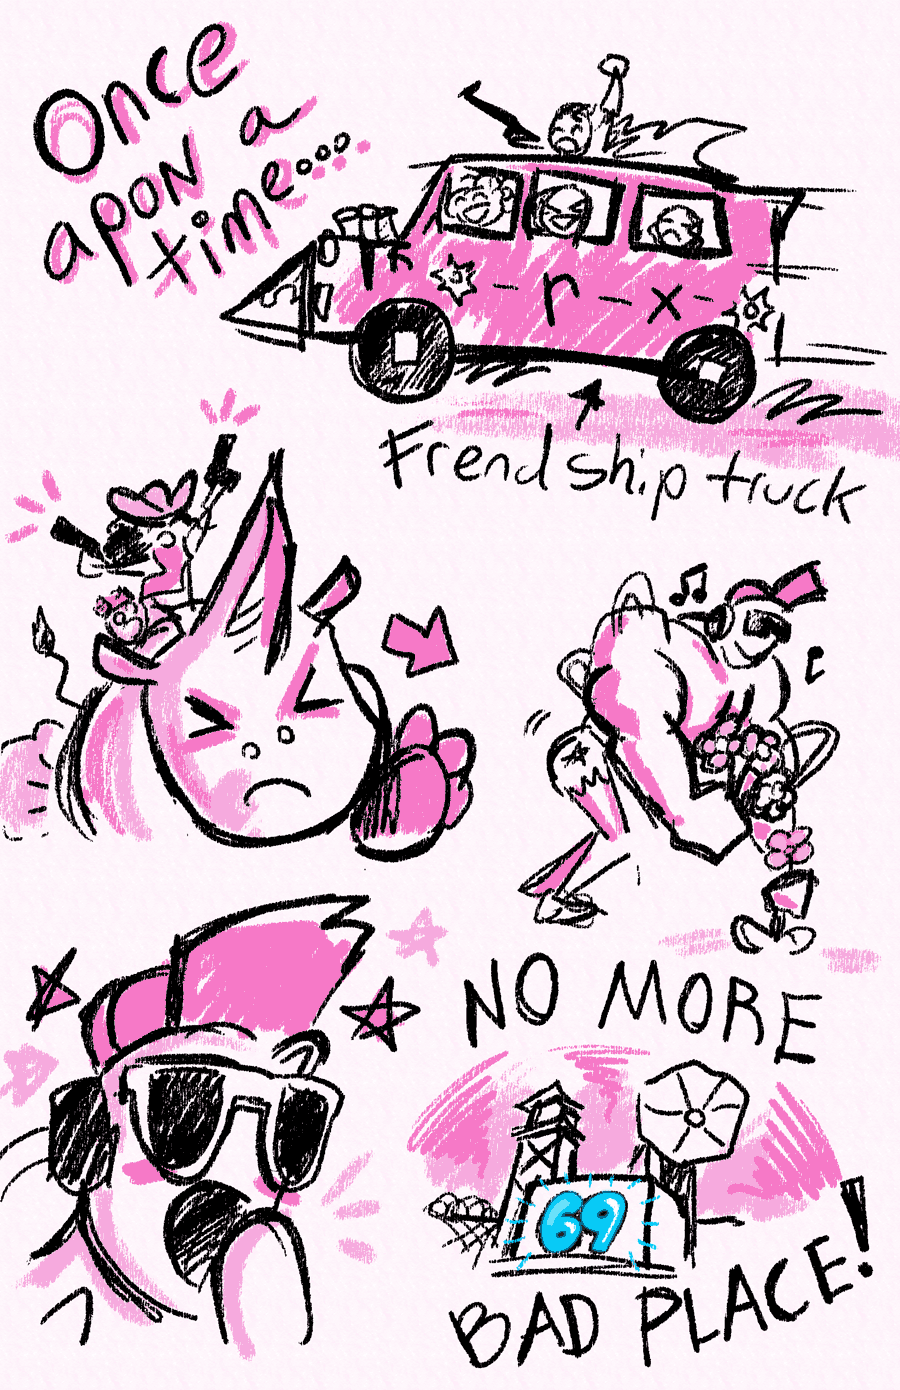 Once
apon a
time...
r - x -
Frendship truck
NO MORE
69
BAD PLACE!